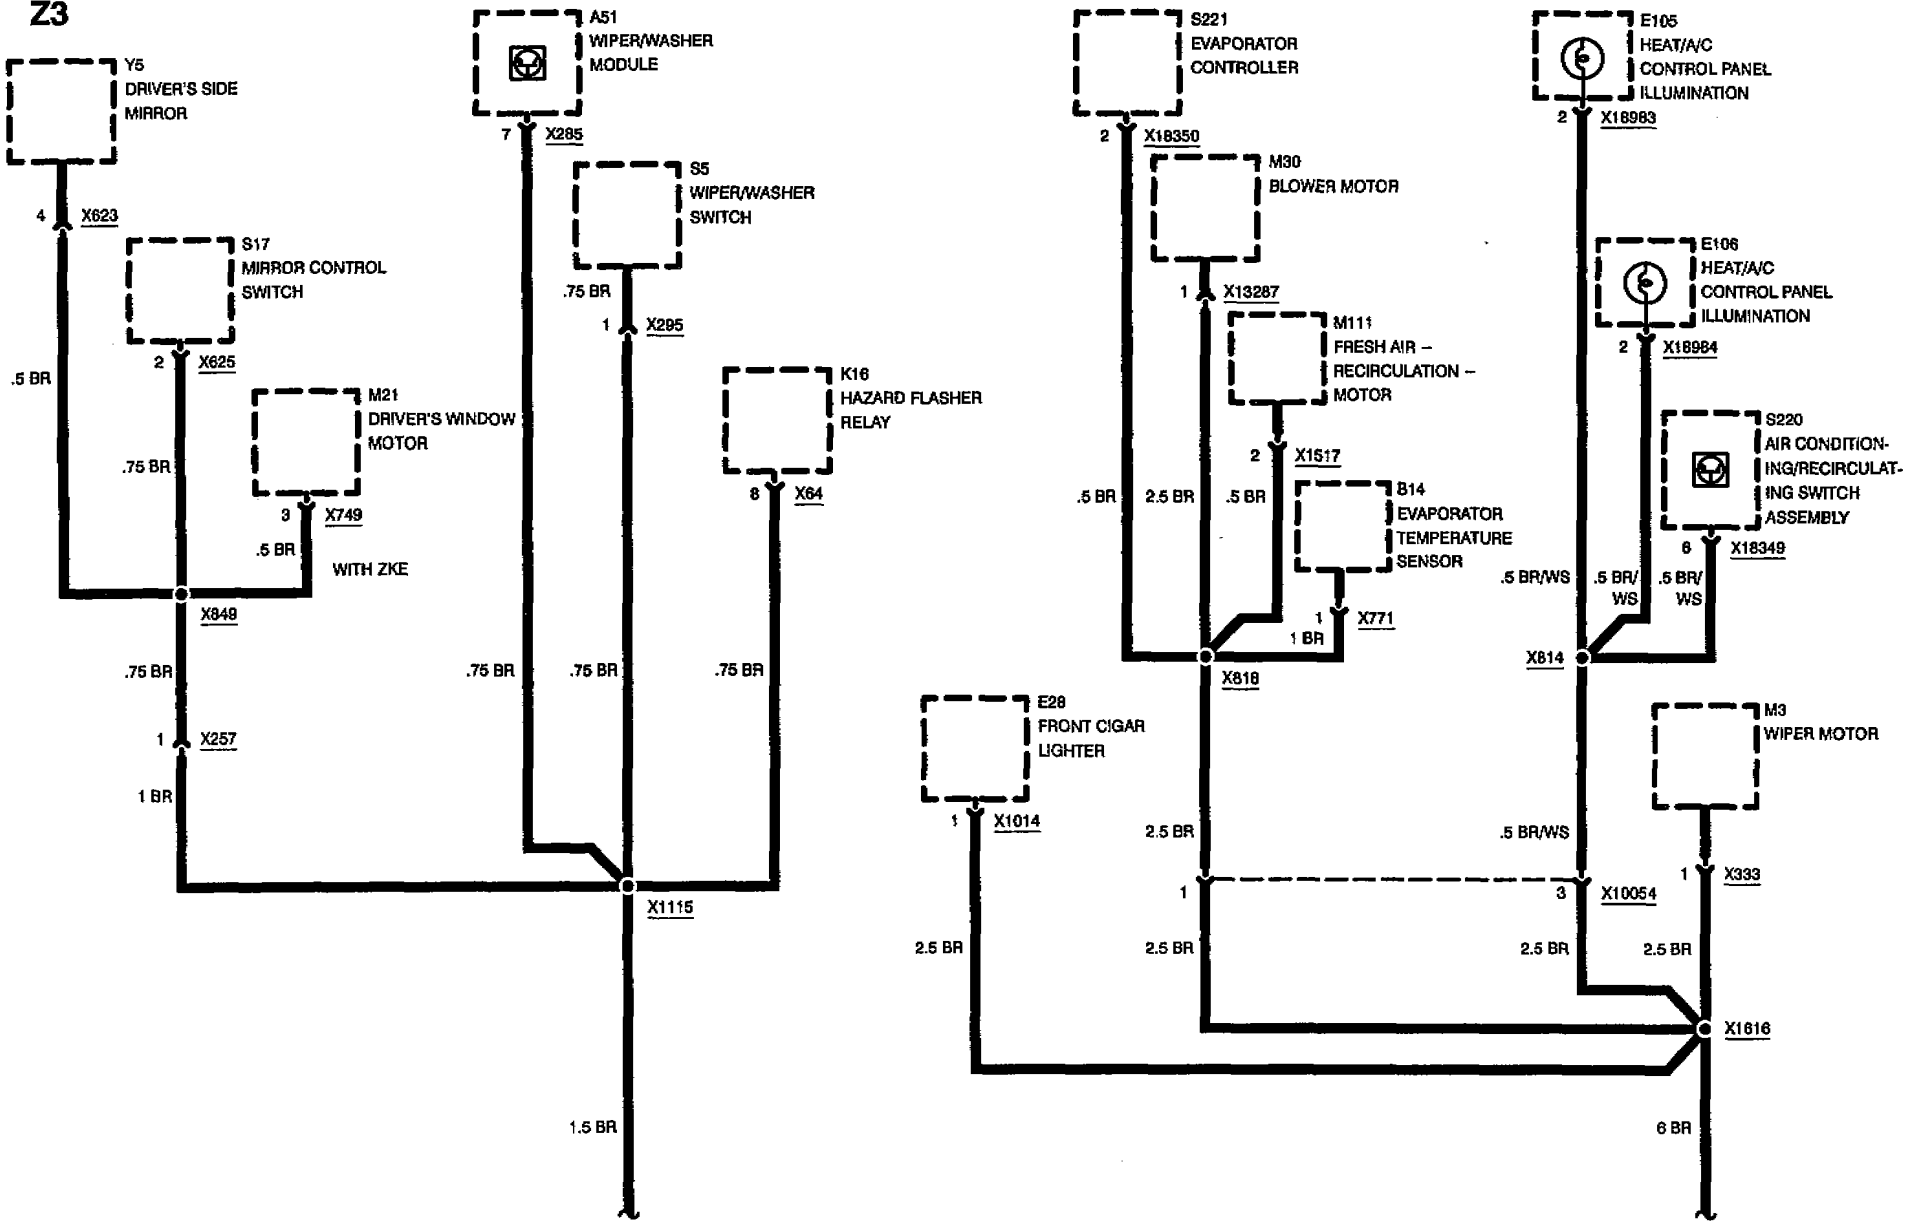 Z3
Y5
DRIVER'S SIDE
MIRROR
4 X623
.5 BR
S17
MIRROR CONTROL
SWITCH
2 X625
.75 BR
M21
DRIVER'S WINDOW
MOTOR
3 X749
.5 BR
WITH ZKE
X849
.75 BR
1 X257
1 BR
A51
WIPER/WASHER
MODULE
7 X285
.75 BR
S5
WIPER/WASHER
SWITCH
.75 BR
1 X295
.75 BR
K16
HAZARD FLASHER
RELAY
8 X64
.75 BR
X1115
1.5 BR
S221
EVAPORATOR
CONTROLLER
2 X18350
.5 BR
M30
BLOWER MOTOR
1 X13287
2.5 BR
M111
FRESH AIR –
RECIRCULATION –
MOTOR
2 X1517
.5 BR
B14
EVAPORATOR
TEMPERATURE
SENSOR
1 X771
1 BR
X818
2.5 BR
E28
FRONT CIGAR
LIGHTER
1 X1014
2.5 BR
1
2.5 BR
E105
HEAT/A/C
CONTROL PANEL
ILLUMINATION
2 X18983
.5 BR/WS
E106
HEAT/A/C
CONTROL PANEL
ILLUMINATION
2 X18984
.5 BR/
WS
S220
AIR CONDITION-
ING/RECIRCULAT-
ING SWITCH
ASSEMBLY
6 X18349
.5 BR/
WS
X814
.5 BR/WS
3 X10054
2.5 BR
M3
WIPER MOTOR
1 X333
2.5 BR
X1616
6 BR